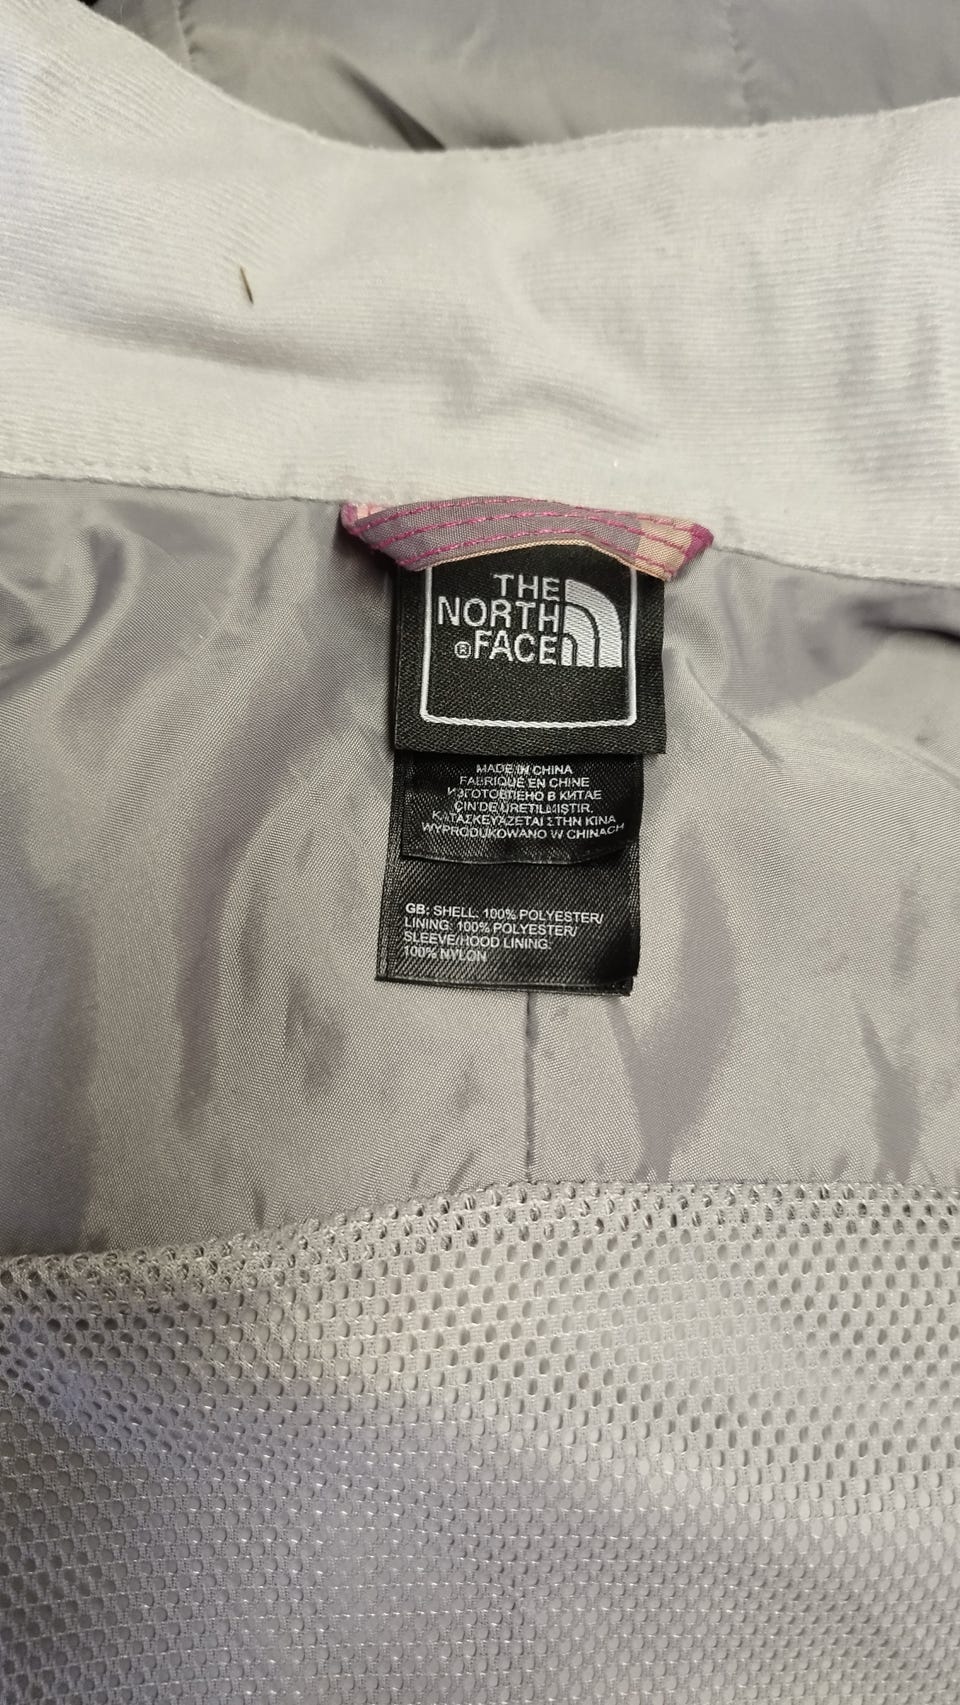 THE
NORTH
®FACE
MADE IN CHINA
FABRIQUÉ EN CHINE
ИЗГОТОВЛЕНО В КИТАЕ
ÇIN'DE ÜRETILMISTIR.
ΚΑΤΑΣΚΕΥΑΖΕΤΑΙ ΣΤΗΝ ΚΙΝΑ
WYPRODUKOWANO W CHINACH
GB: SHELL: 100% POLYESTER/
LINING: 100% POLYESTER/
SLEEVE/HOOD LINING:
100% NYLON